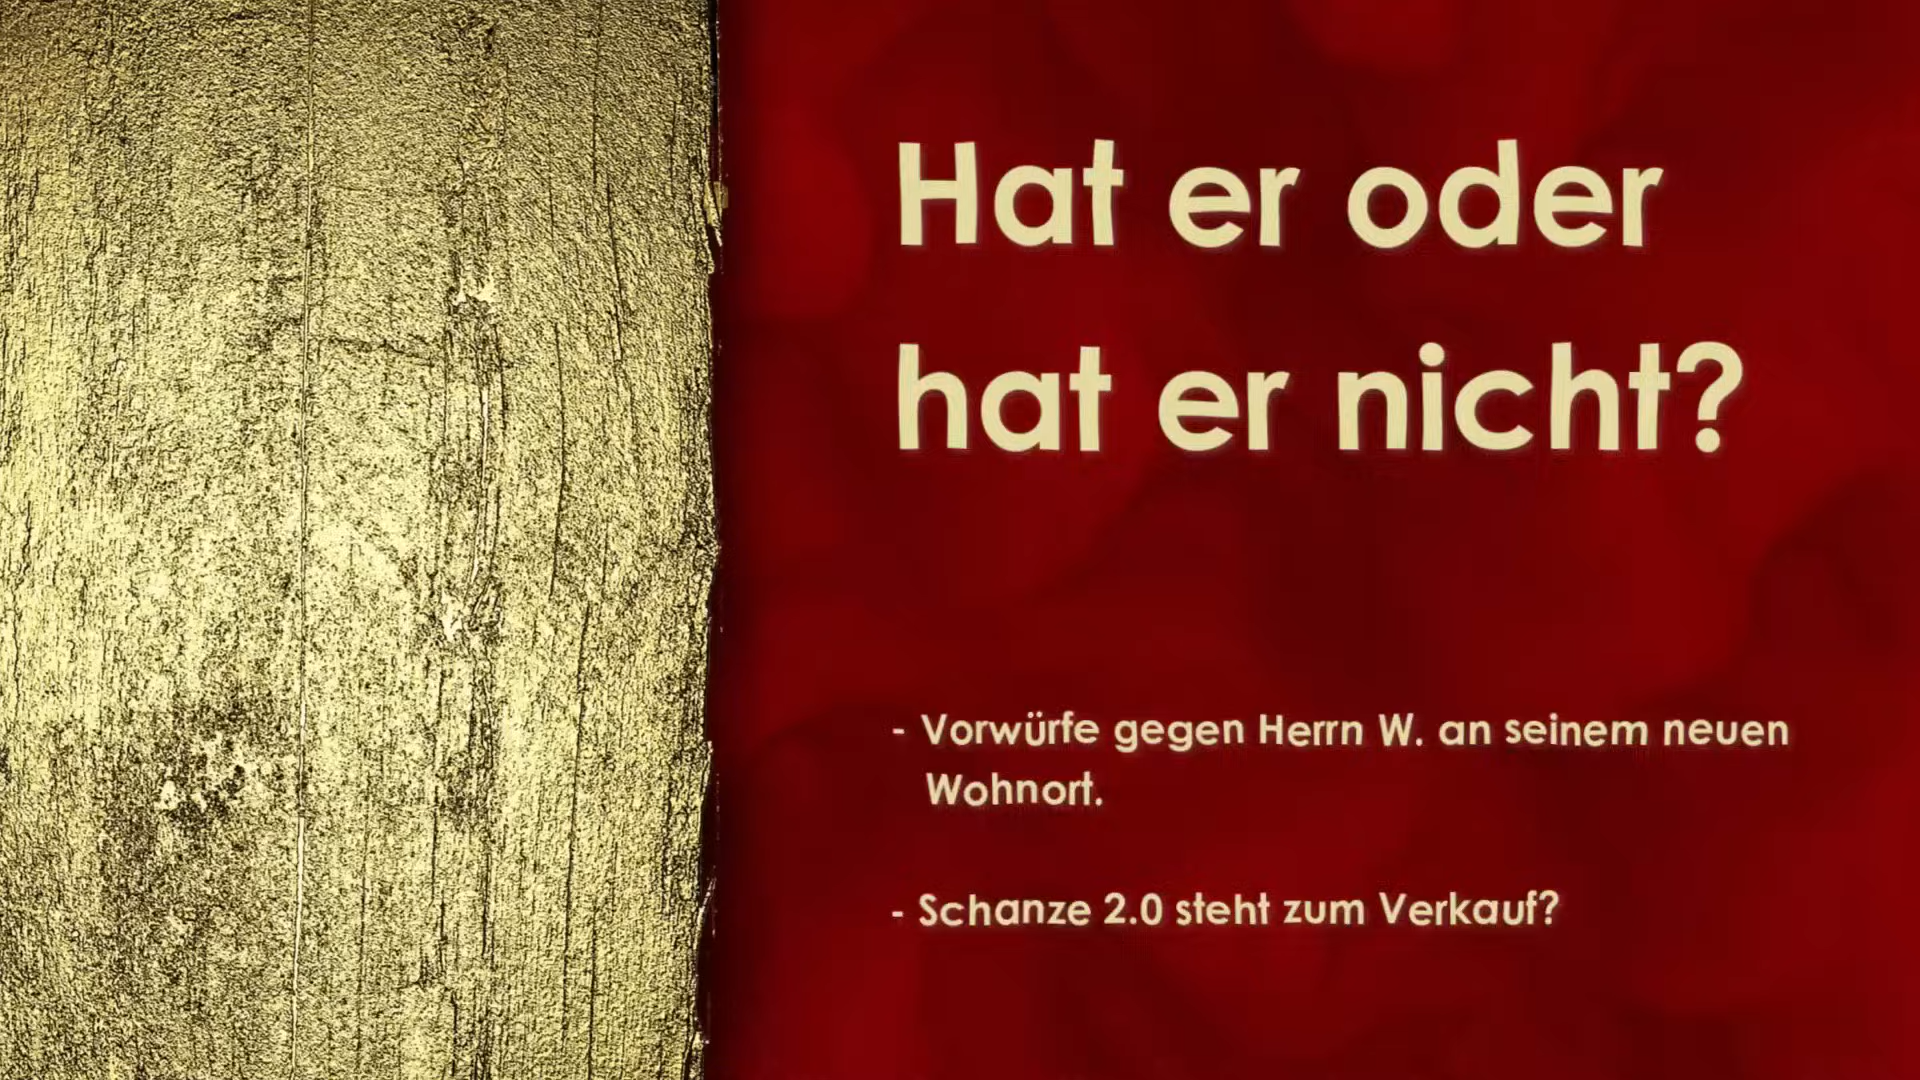 Hat er oder
hat er nicht?
- Vorwürfe gegen Herrn W. an seinem neuen
Wohnort.
- Schanze 2.0 steht zum Verkauf?